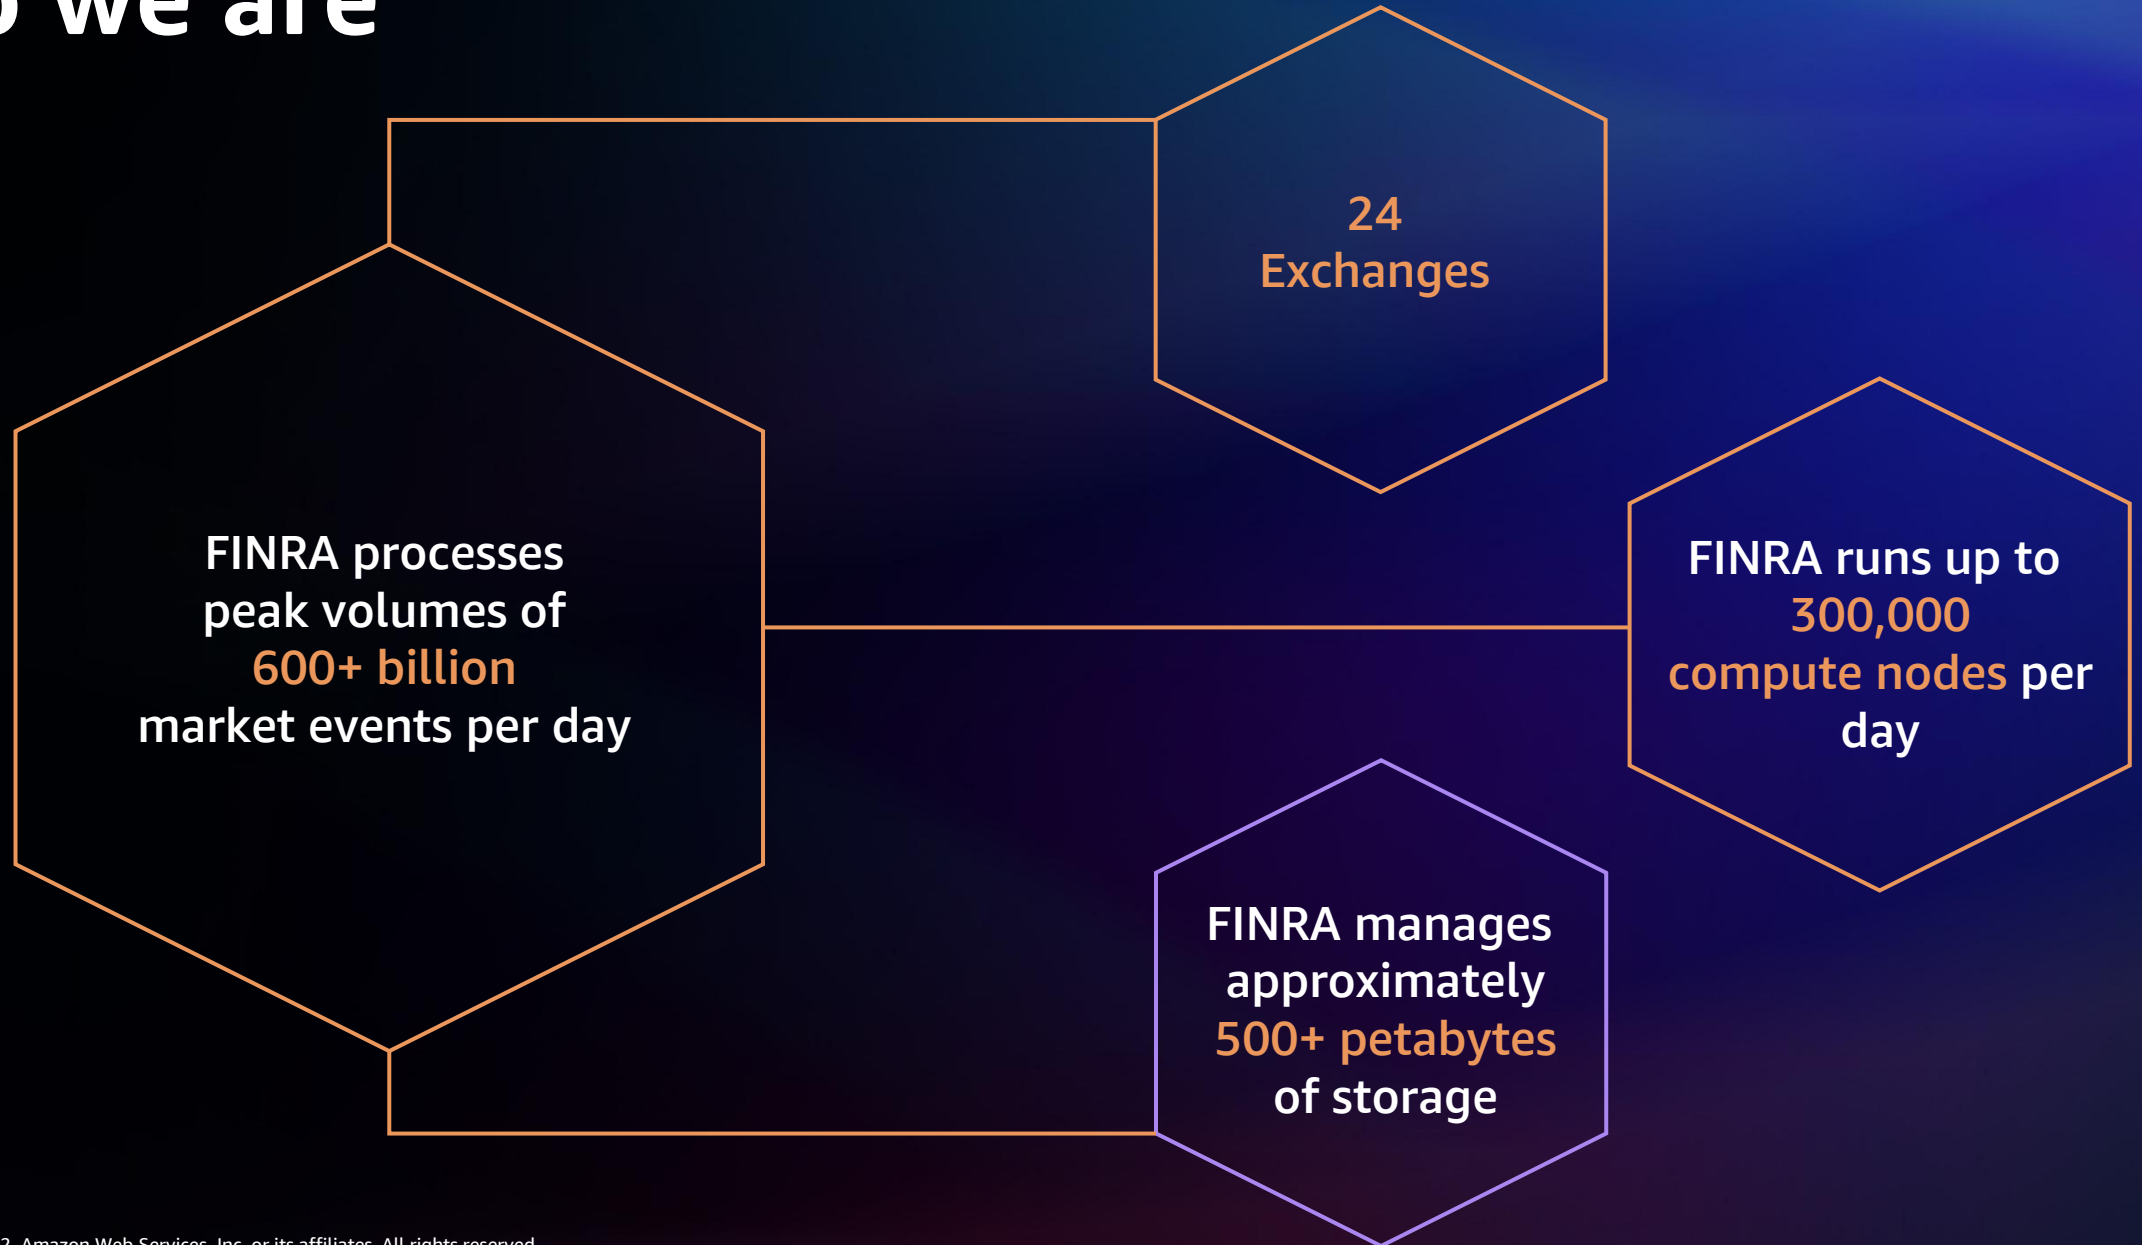 we are
24
Exchanges
FINRA processes
peak volumes of
600+ billion
market events per day
FINRA runs up to
300,000
compute nodes per
day
FINRA manages
approximately
500+ petabytes
of storage
2, Amazon Web Services, Inc. or its affiliates. All rights reserved.